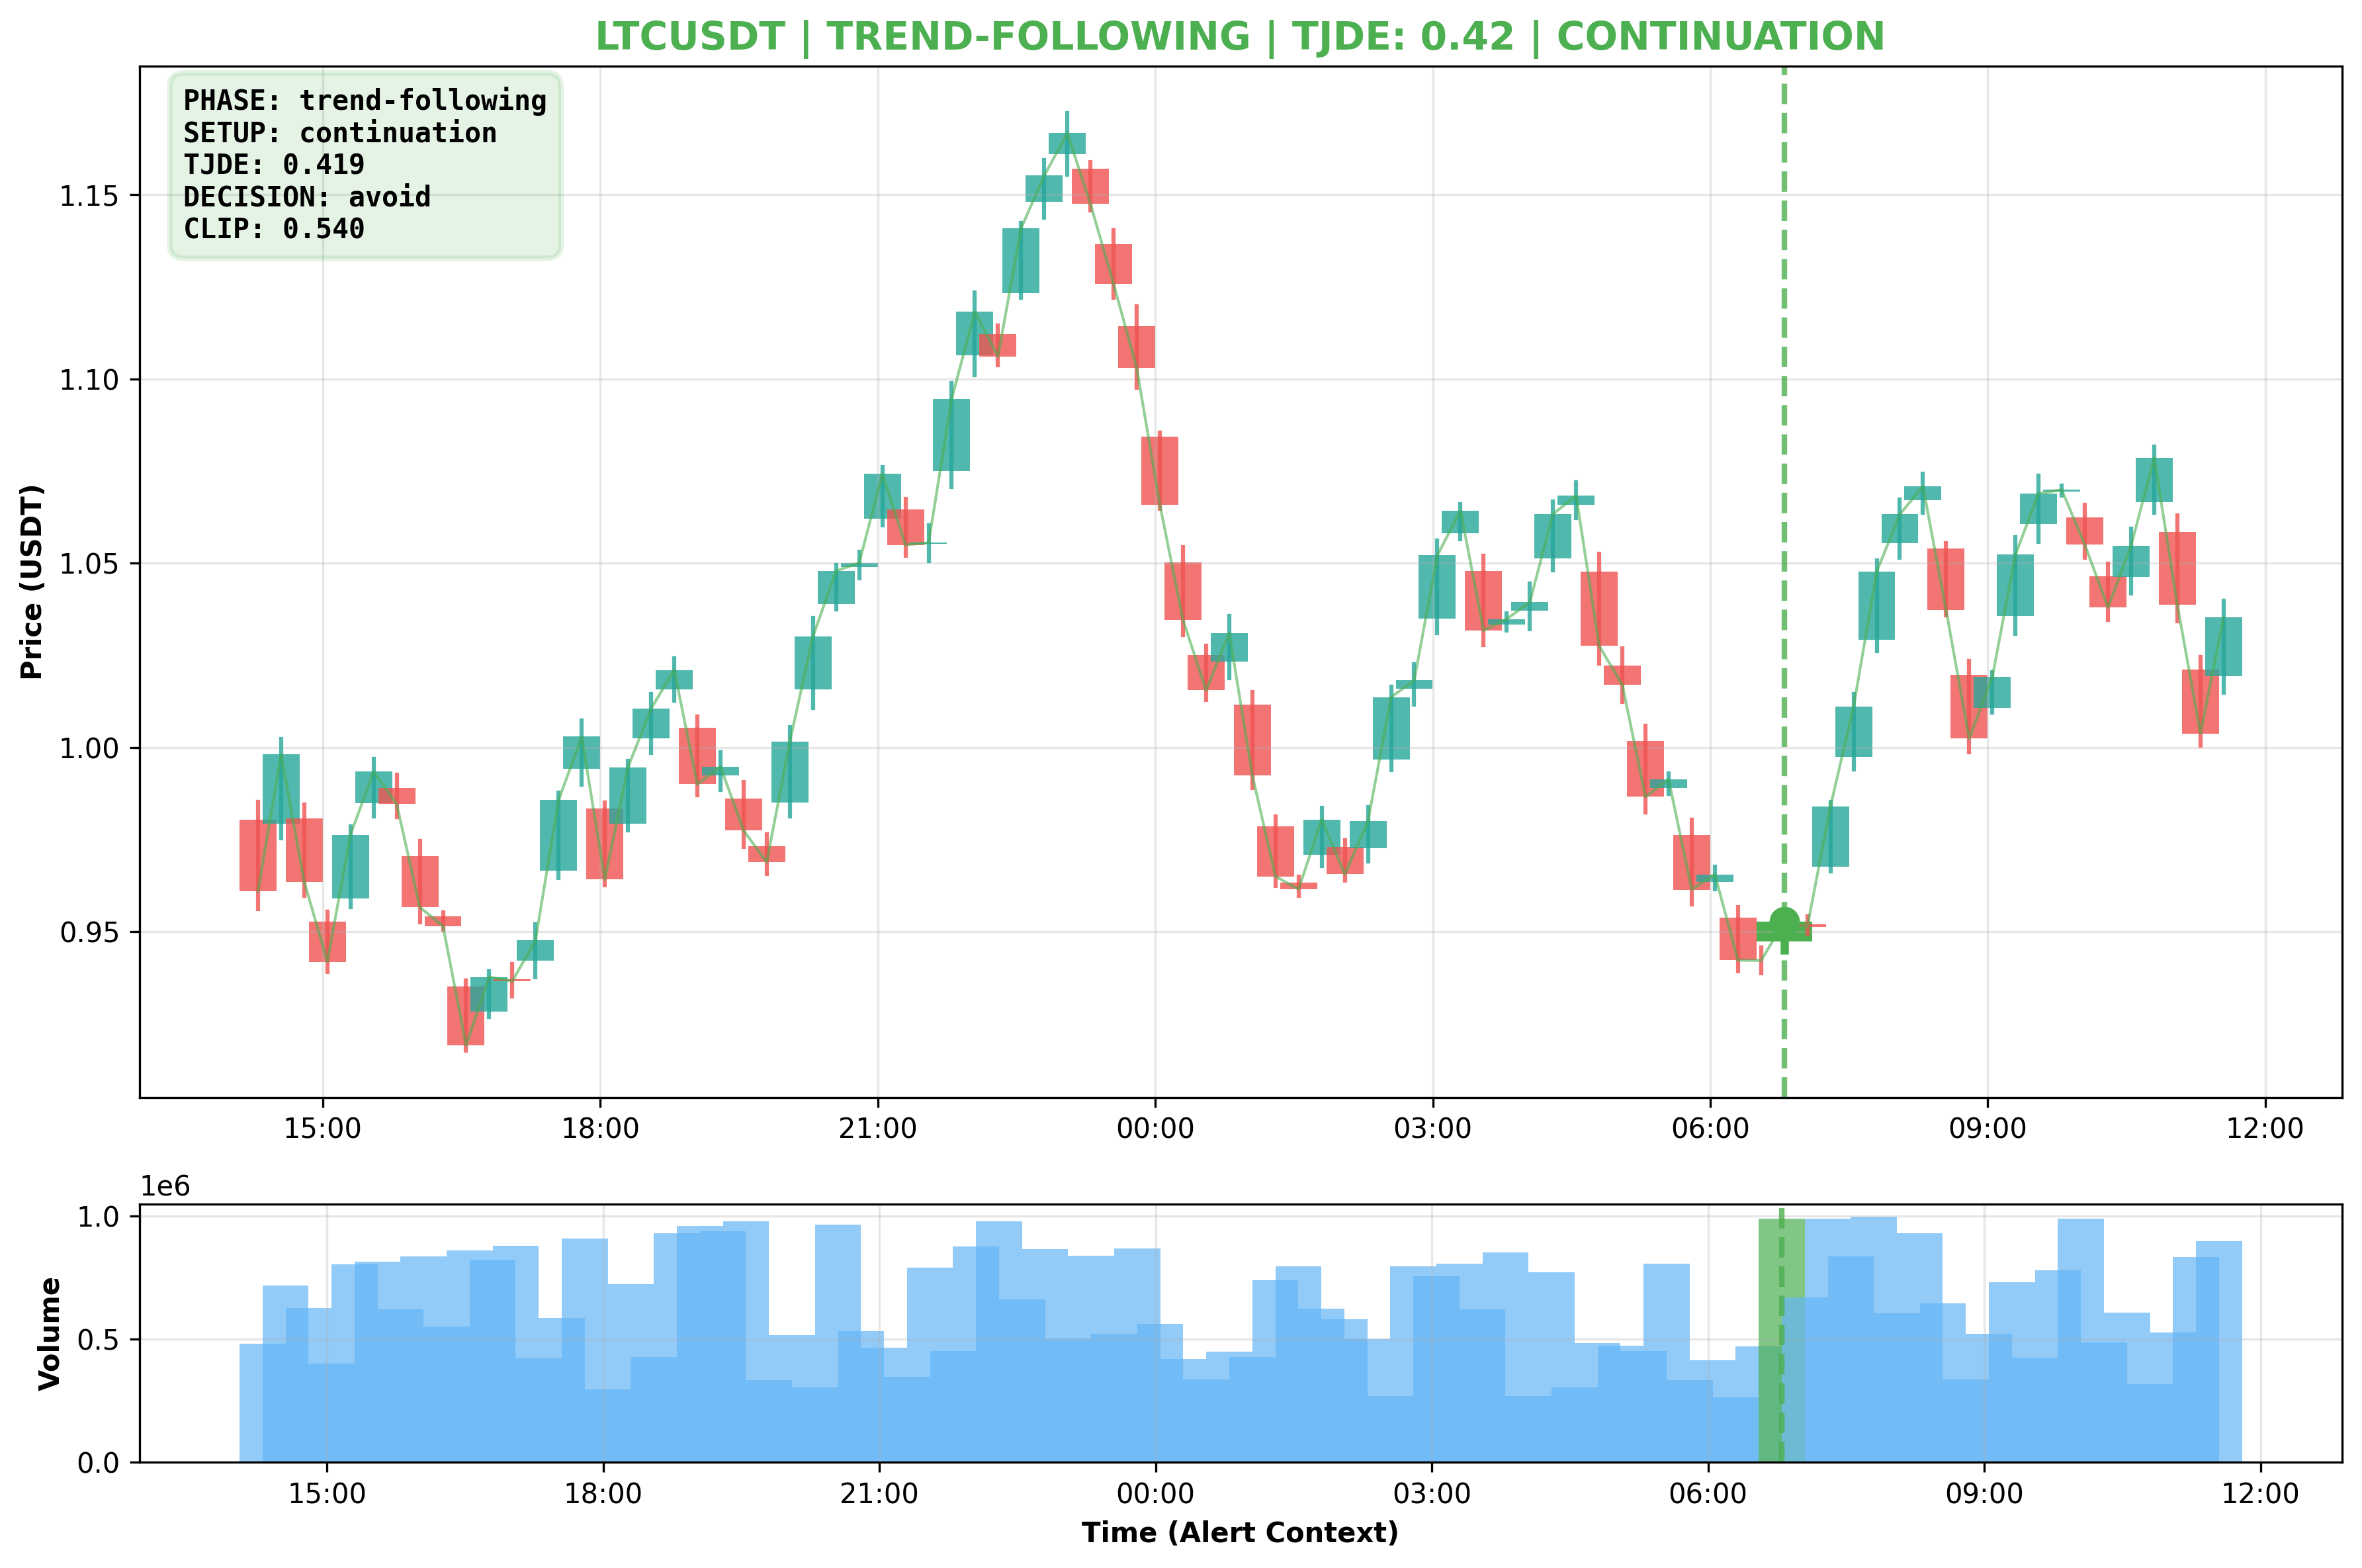 LTCUSDT | TREND-FOLLOWING | TJDE: 0.42 | CONTINUATION
PHASE: trend-following
SETUP: continuation
TJDE: 0.419
DECISION: avoid
CLIP: 0.540
Price (USDT)
1.15
1.10
1.05
1.00
0.95
15:00 18:00 21:00 00:00 03:00 06:00 09:00 12:00
1e6
Volume
1.0
0.5
0.0
15:00 18:00 21:00 00:00 03:00 06:00 09:00 12:00
Time (Alert Context)